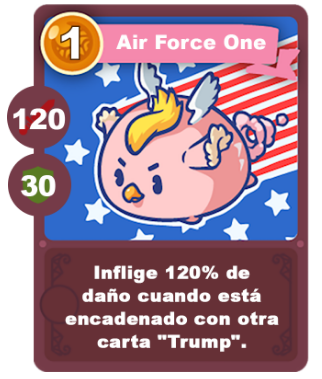 1
Air Force One
120
30
Inflige 120% de
daño cuando está
encadenado con otra
carta "Trump".